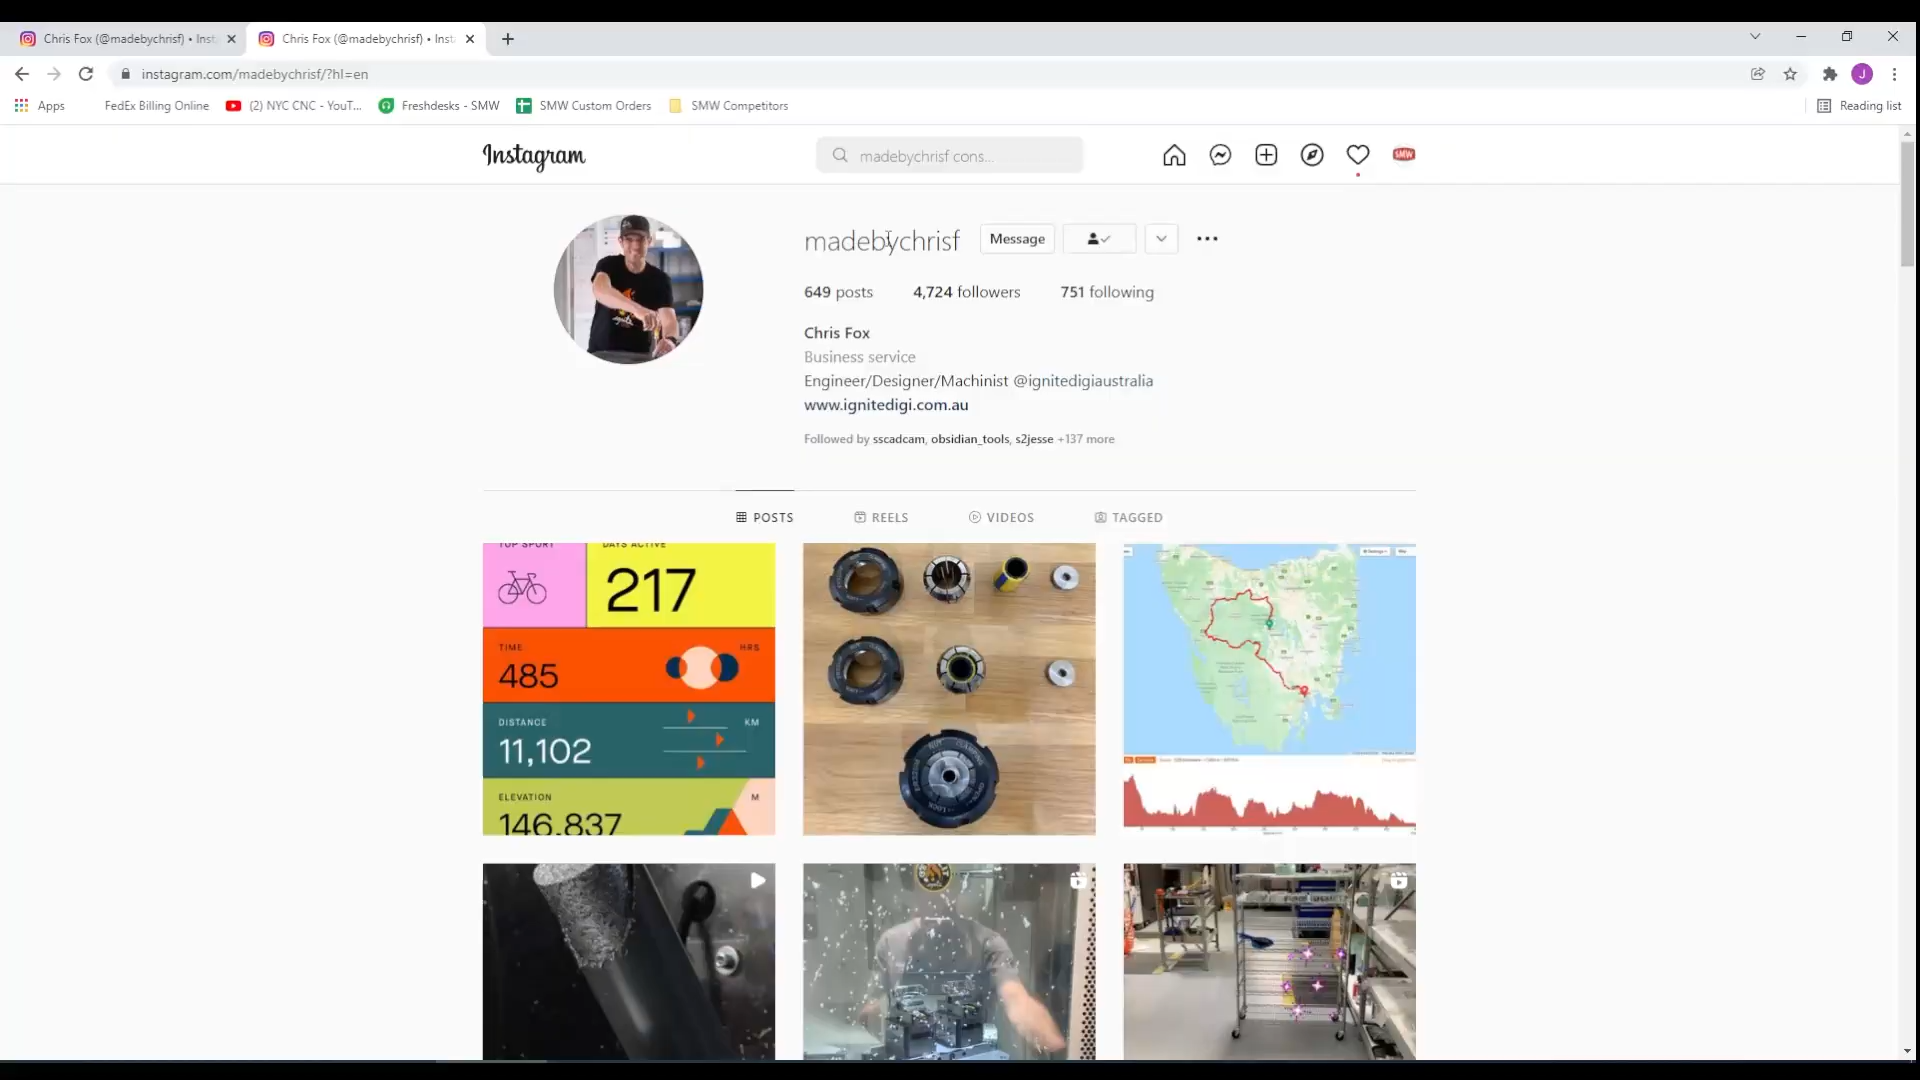 Chris Fox (@madebychrisf) • Inst
Chris Fox (@madebychrisf) • Inst
instagram.com/madebychrisf/?hl=en
Apps
FedEx Billing Online
(2) NYC CNC - YouT...
Freshdesks - SMW
SMW Custom Orders
SMW Competitors
Reading list
Instagram
madebychrisf cons...
SMW
madebychrisf
Message
649 posts
4,724 followers
751 following
Chris Fox
Business service
Engineer/Designer/Machinist @ignitedigiaustralia
www.ignitedigi.com.au
Followed by sscadcam, obsidian_tools, s2jesse +137 more
POSTS
REELS
VIDEOS
TAGGED
TOP SPORT
DAYS ACTIVE
217
TIME
HRS
485
DISTANCE
KM
11,102
ELEVATION
M
146,837